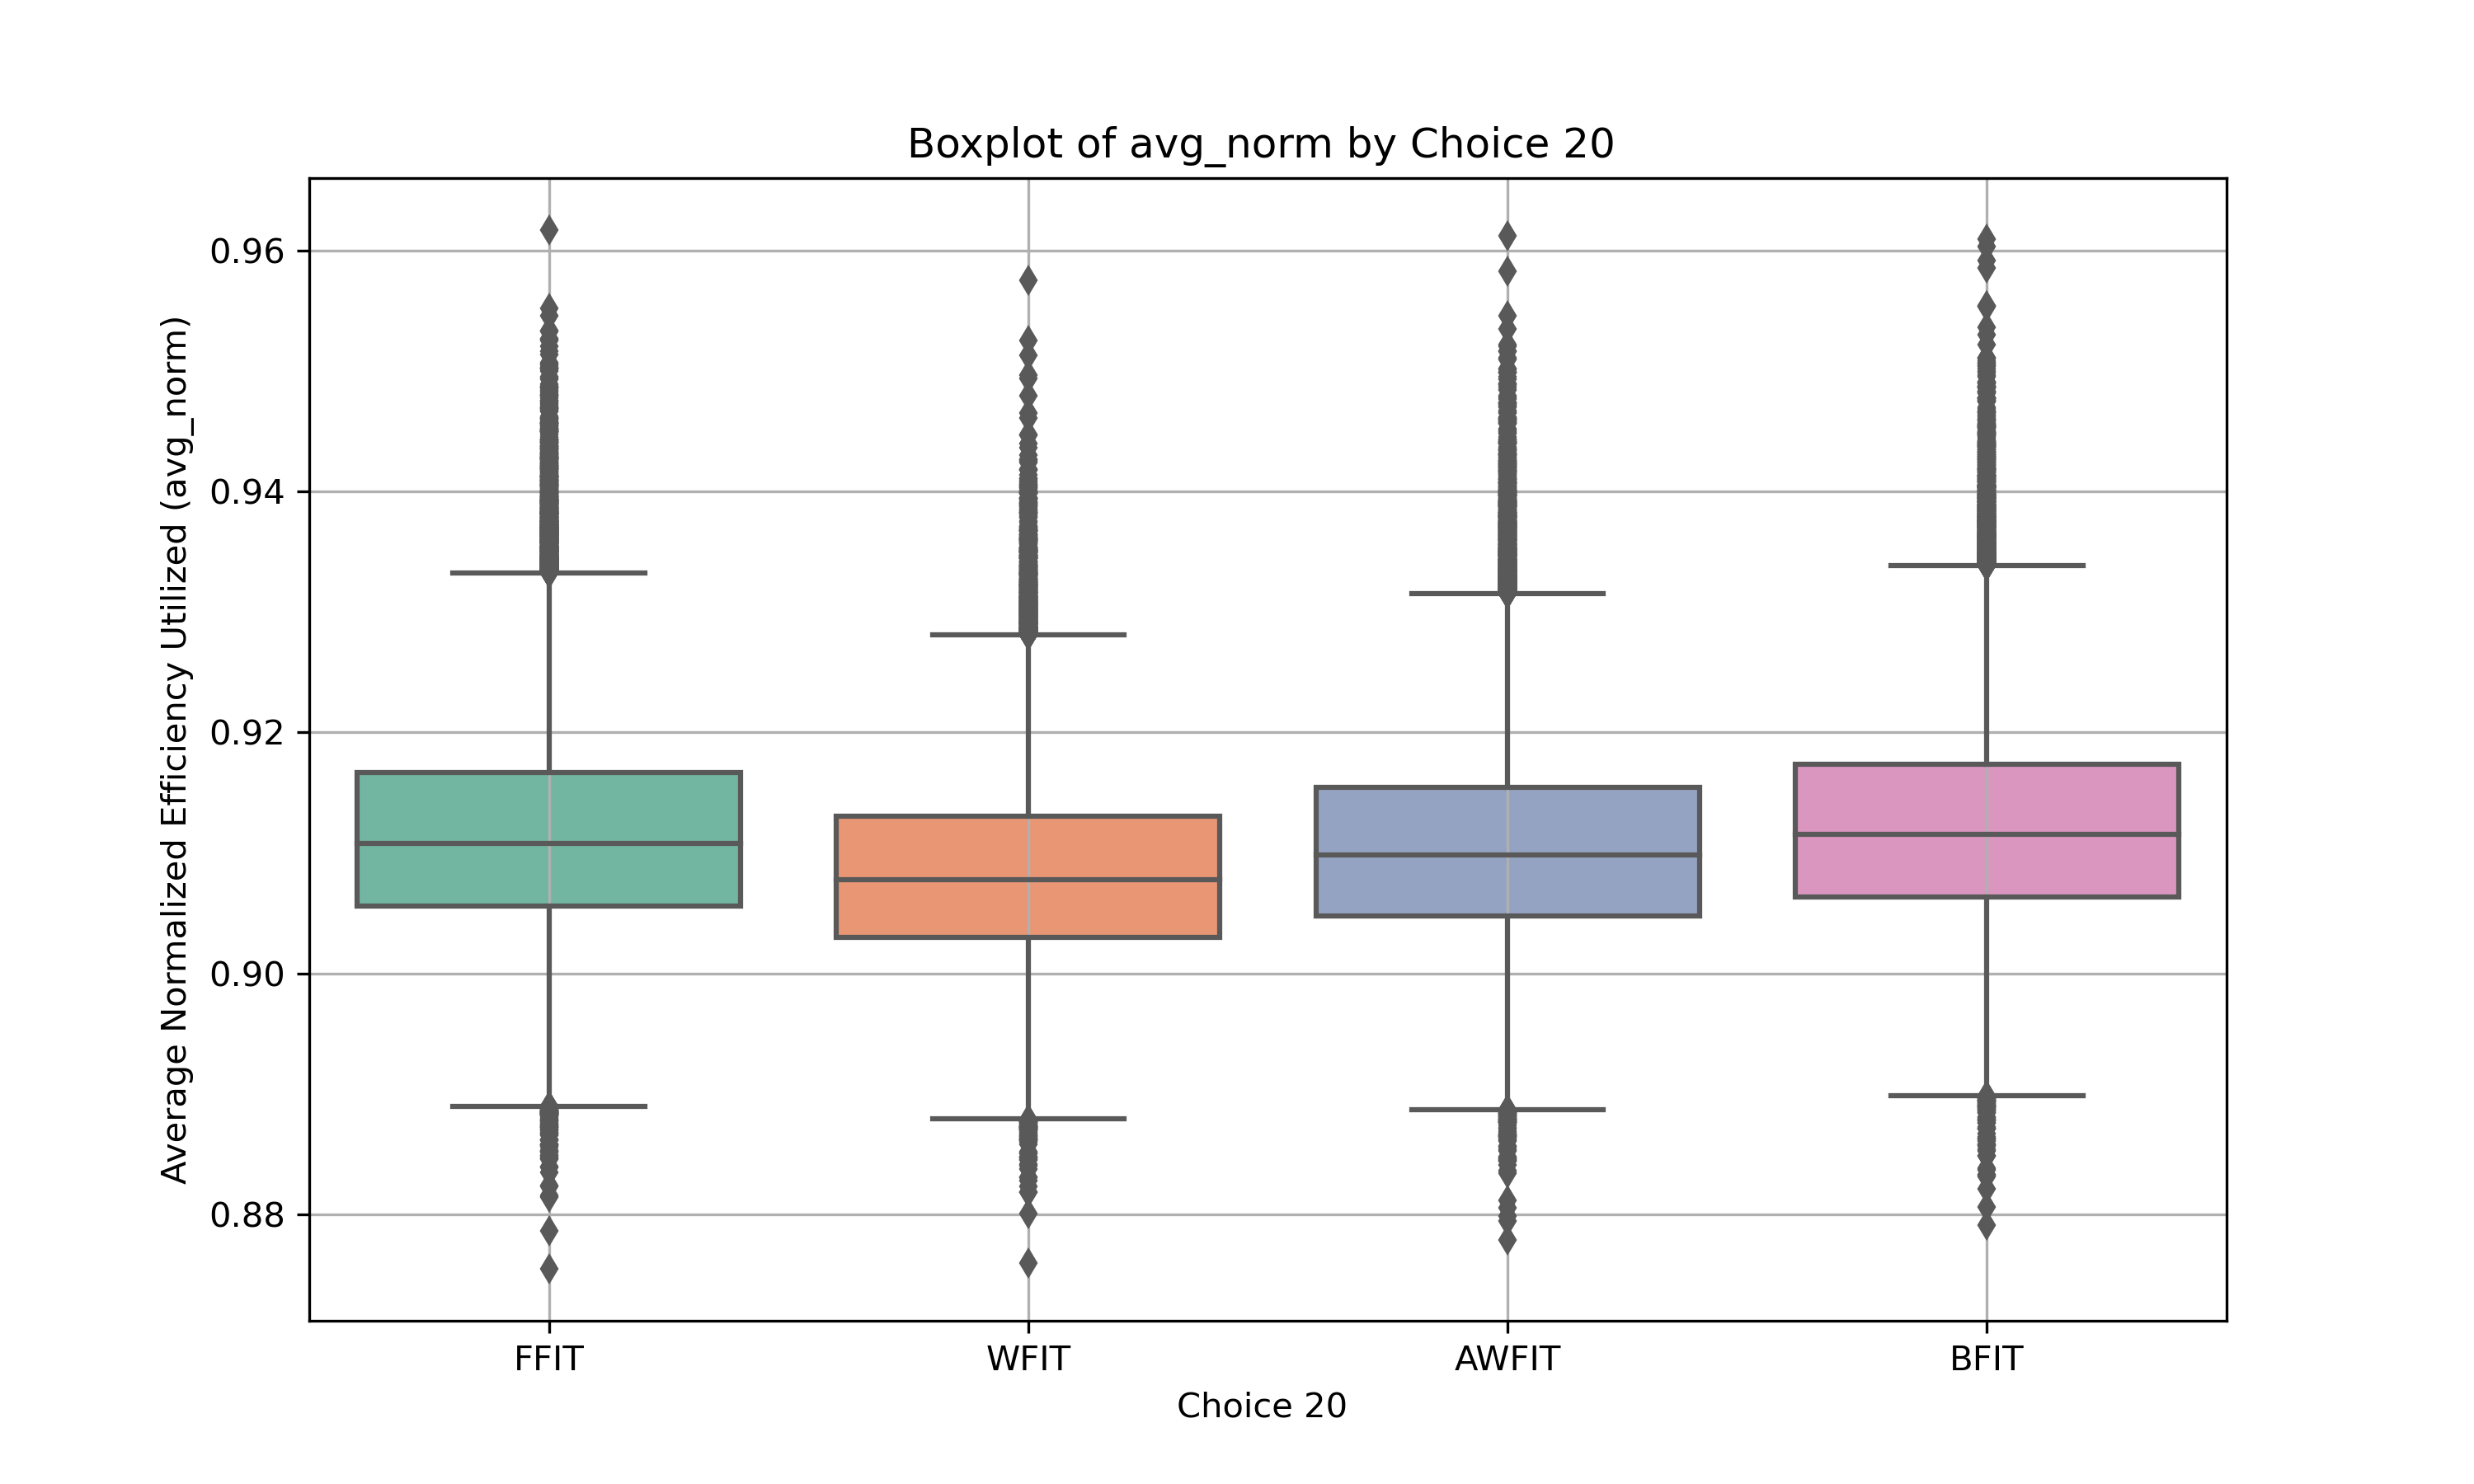 Boxplot of avg_norm by Choice 20
Average Normalized Efficiency Utilized (avg_norm)
0.96
0.94
0.92
0.90
0.88
FFIT
WFIT
AWFIT
BFIT
Choice 20